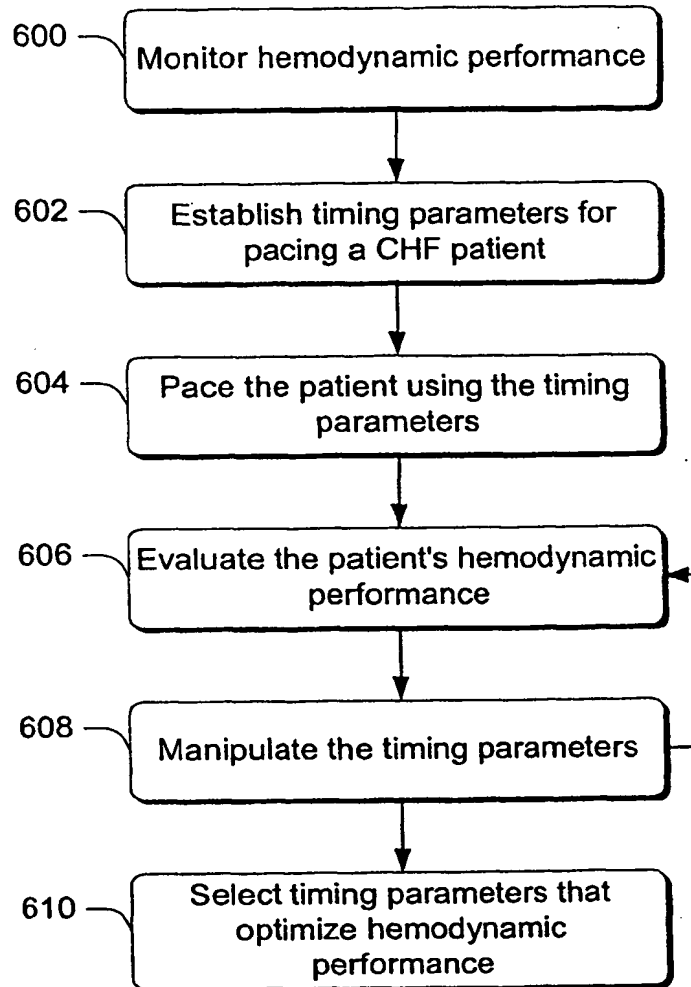 600
Monitor hemodynamic performance
602
Establish timing parameters for
pacing a CHF patient
604
Pace the patient using the timing
parameters
606
Evaluate the patient's hemodynamic
performance
608
Manipulate the timing parameters
610
Select timing parameters that
optimize hemodynamic
performance